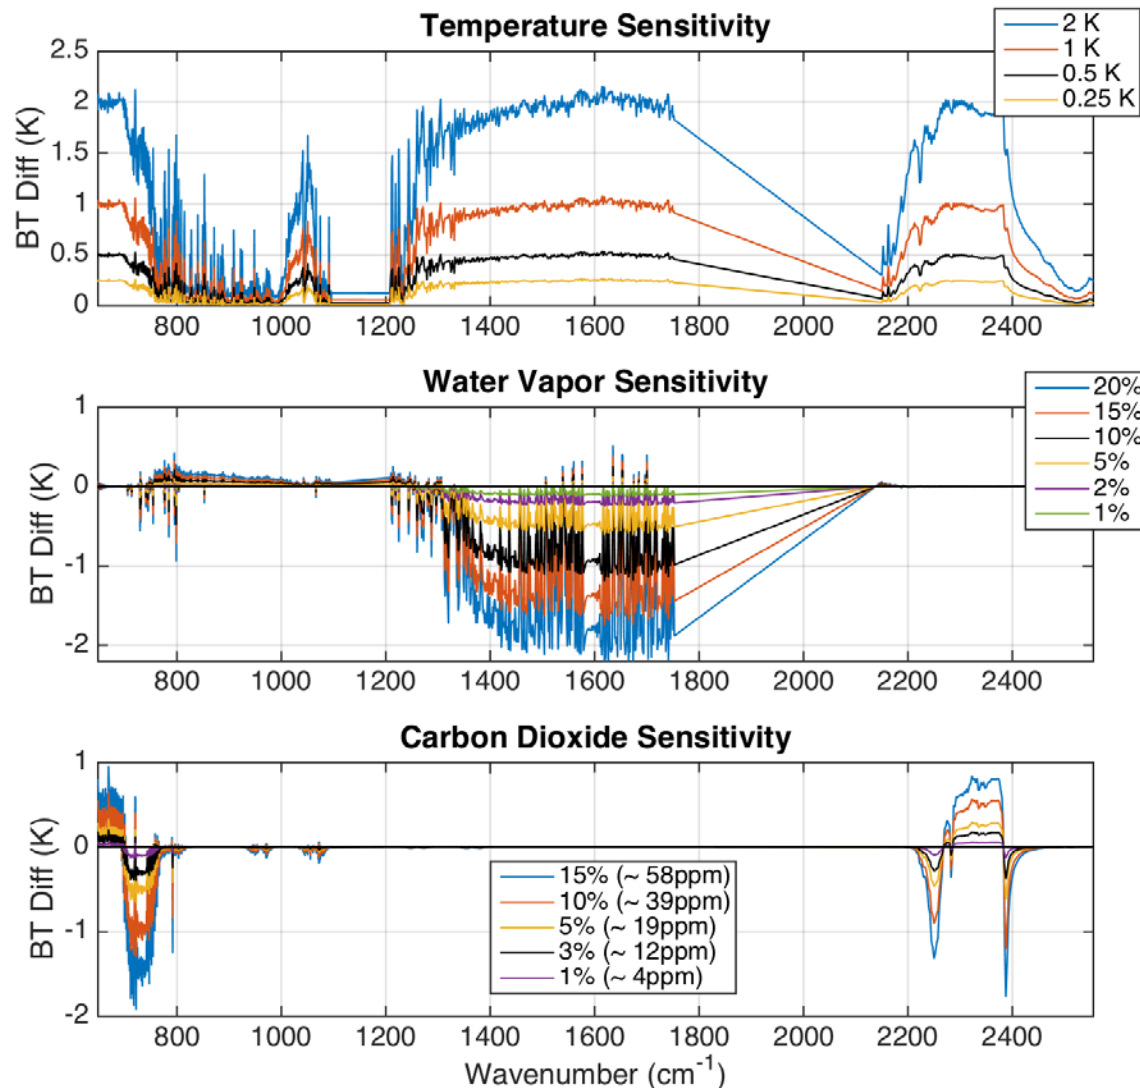 Temperature Sensitivity
2 K
1 K
0.5 K
0.25 K
BT Diff (K)
2.5
2
1.5
1
0.5
0
800 1000 1200 1400 1600 1800 2000 2200 2400
Water Vapor Sensitivity
20%
15%
10%
5%
2%
1%
BT Diff (K)
1
0
-1
-2
800 1000 1200 1400 1600 1800 2000 2200 2400
Carbon Dioxide Sensitivity
BT Diff (K)
1
0
-1
-2
15% (~ 58ppm)
10% (~ 39ppm)
5% (~ 19ppm)
3% (~ 12ppm)
1% (~ 4ppm)
800 1000 1200 1400 1600 1800 2000 2200 2400
Wavenumber (cm⁻¹)